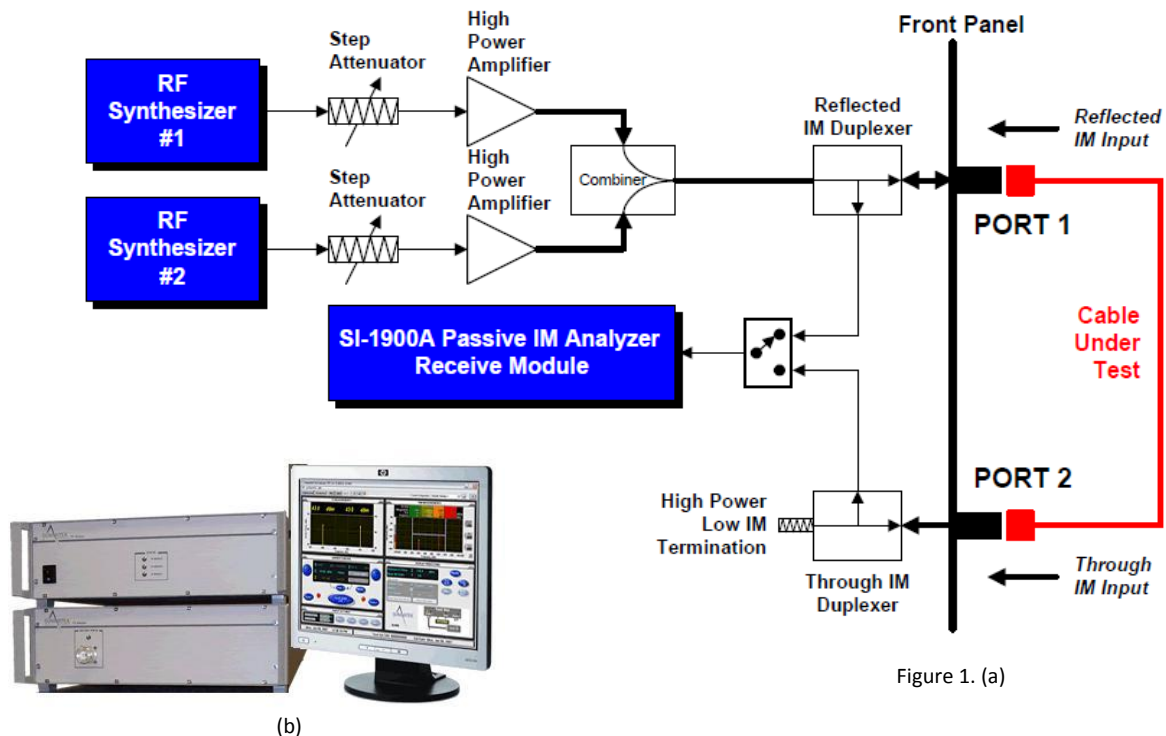 RF
Synthesizer
#1
Step
Attenuator
High
Power
Amplifier
RF
Synthesizer
#2
Step
Attenuator
High
Power
Amplifier
Combiner
Reflected
IM Duplexer
Front Panel
Reflected
IM Input
PORT 1
SI-1900A Passive IM Analyzer
Receive Module
Cable
Under
Test
PORT 2
High Power
Low IM
Termination
Through IM
Duplexer
Through
IM Input
Figure 1. (a)
(b)